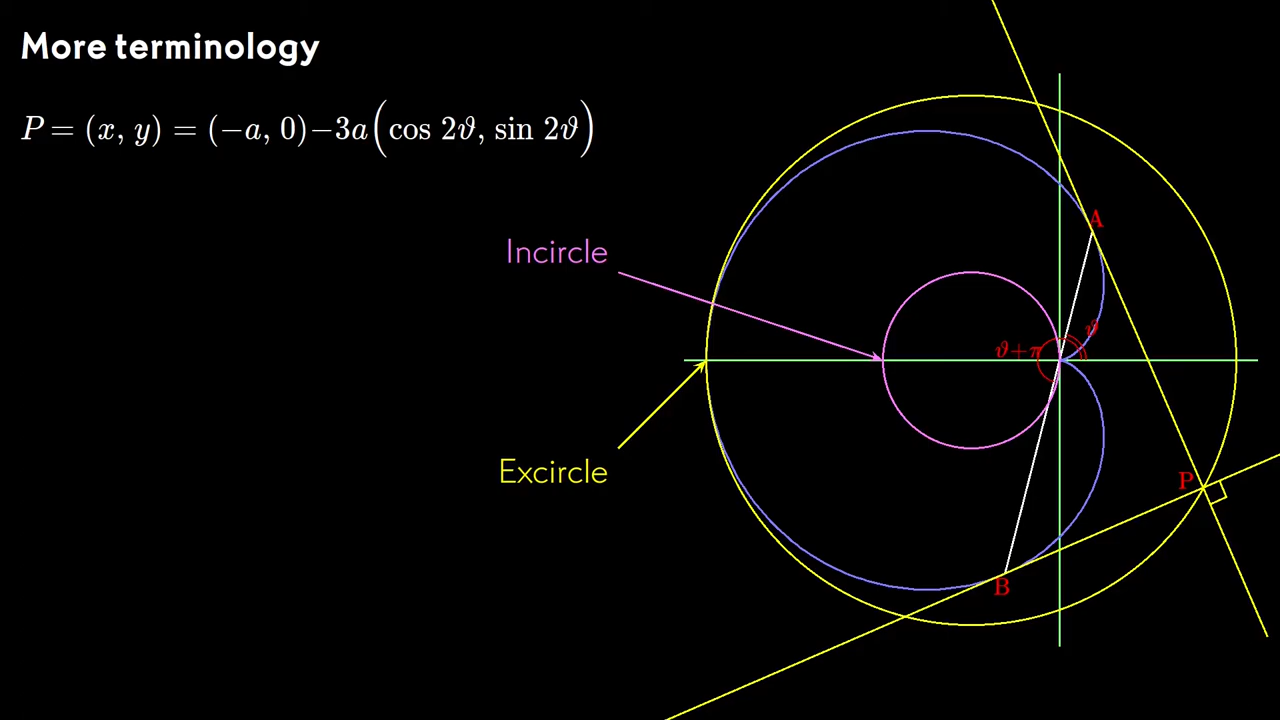 More terminology
P = (x, y) = (−a, 0)−3a(cos 2ϑ, sin 2ϑ)
A
Incircle
ϑ
ϑ+π
Excircle
P
B